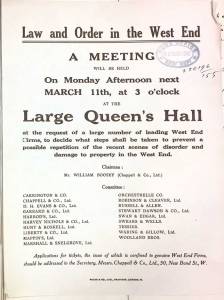 Law and Order in the West End
A MEETING
WILL BE HELD
On Monday Afternoon next
MARCH 11th, at 3 o'clock
AT THE
Large Queen's Hall
at the request of a large number of leading West End
Firms, to decide what steps shall be taken to prevent a
possible repetition of the recent scenes of disorder and
damage to property in the West End.
Chairman:
Mr. WILLIAM BOOSEY (Chappell & Co., Ltd.)
Committee:
CARRINGTON & CO.
CHAPPELL & CO., Ltd.
D. H. EVANS & CO., Ltd.
GARRARD & CO., Ltd.
HARRODS, Ltd.
HARVEY NICHOLS & CO., Ltd.
HUNT & ROSKELL, Ltd.
LIBERTY & CO., Ltd.
MAPPIN'S, Ltd.
MARSHALL & SNELGROVE, Ltd.
ORCHESTRELLE CO.
ROBINSON & CLEAVER, Ltd.
RUSSELL & ALLEN.
STEWART DAWSON & CO., Ltd.
SWAN & EDGAR, Ltd.
SWEARS & WELLS.
TERRISS.
WARING & GILLOW, Ltd.
WOOLLAND BROS.
Application for tickets, the issue of which is confined to genuine West End Firms,
should be addressed to the Secretary, Messrs. Chappell & Co., Ltd., 50, New Bond St., W.